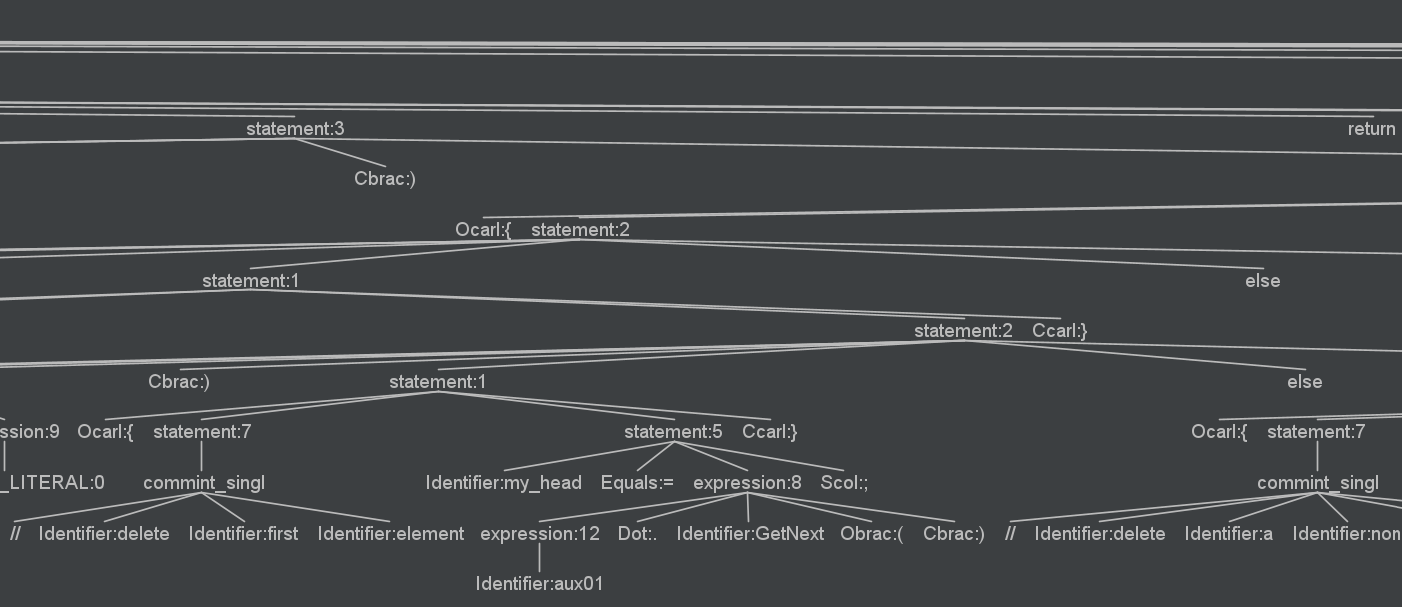 statement:3 return
Cbrac:)
Ocarl:{ statement:2
statement:1 else
statement:2 Ccarl:}
Cbrac:) statement:1 else
ssion:9 Ocarl:{ statement:7 statement:5 Ccarl:} Ocarl:{ statement:7
_LITERAL:0 commint_singl Identifier:my_head Equals:= expression:8 Scol:; commint_singl
// Identifier:delete Identifier:first Identifier:element expression:12 Dot:. Identifier:GetNext Obrac:( Cbrac:) // Identifier:delete Identifier:a Identifier:non
Identifier:aux01